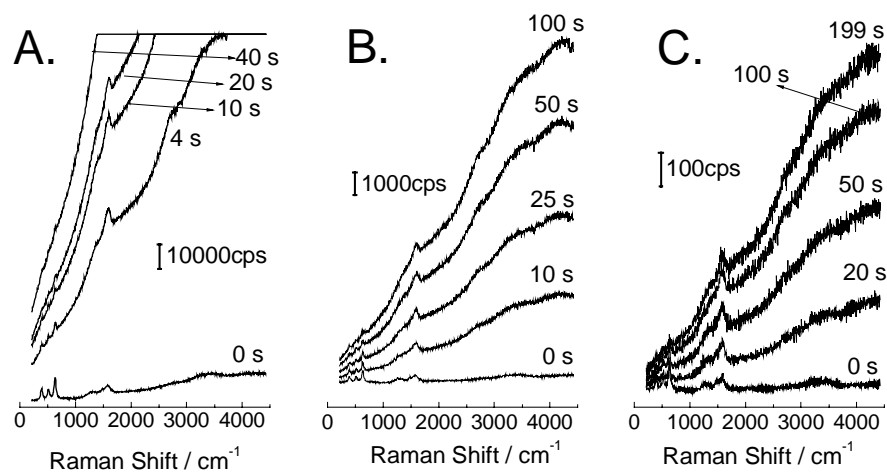 A.
40 s
20 s
10 s
4 s
10000cps
0 s
0 1000 2000 3000 4000
Raman Shift / cm⁻¹
B.
100 s
50 s
1000cps
25 s
10 s
0 s
0 1000 2000 3000 4000
Raman Shift / cm⁻¹
C.
199 s
100 s
100cps
50 s
20 s
0 s
0 1000 2000 3000 4000
Raman Shift / cm⁻¹